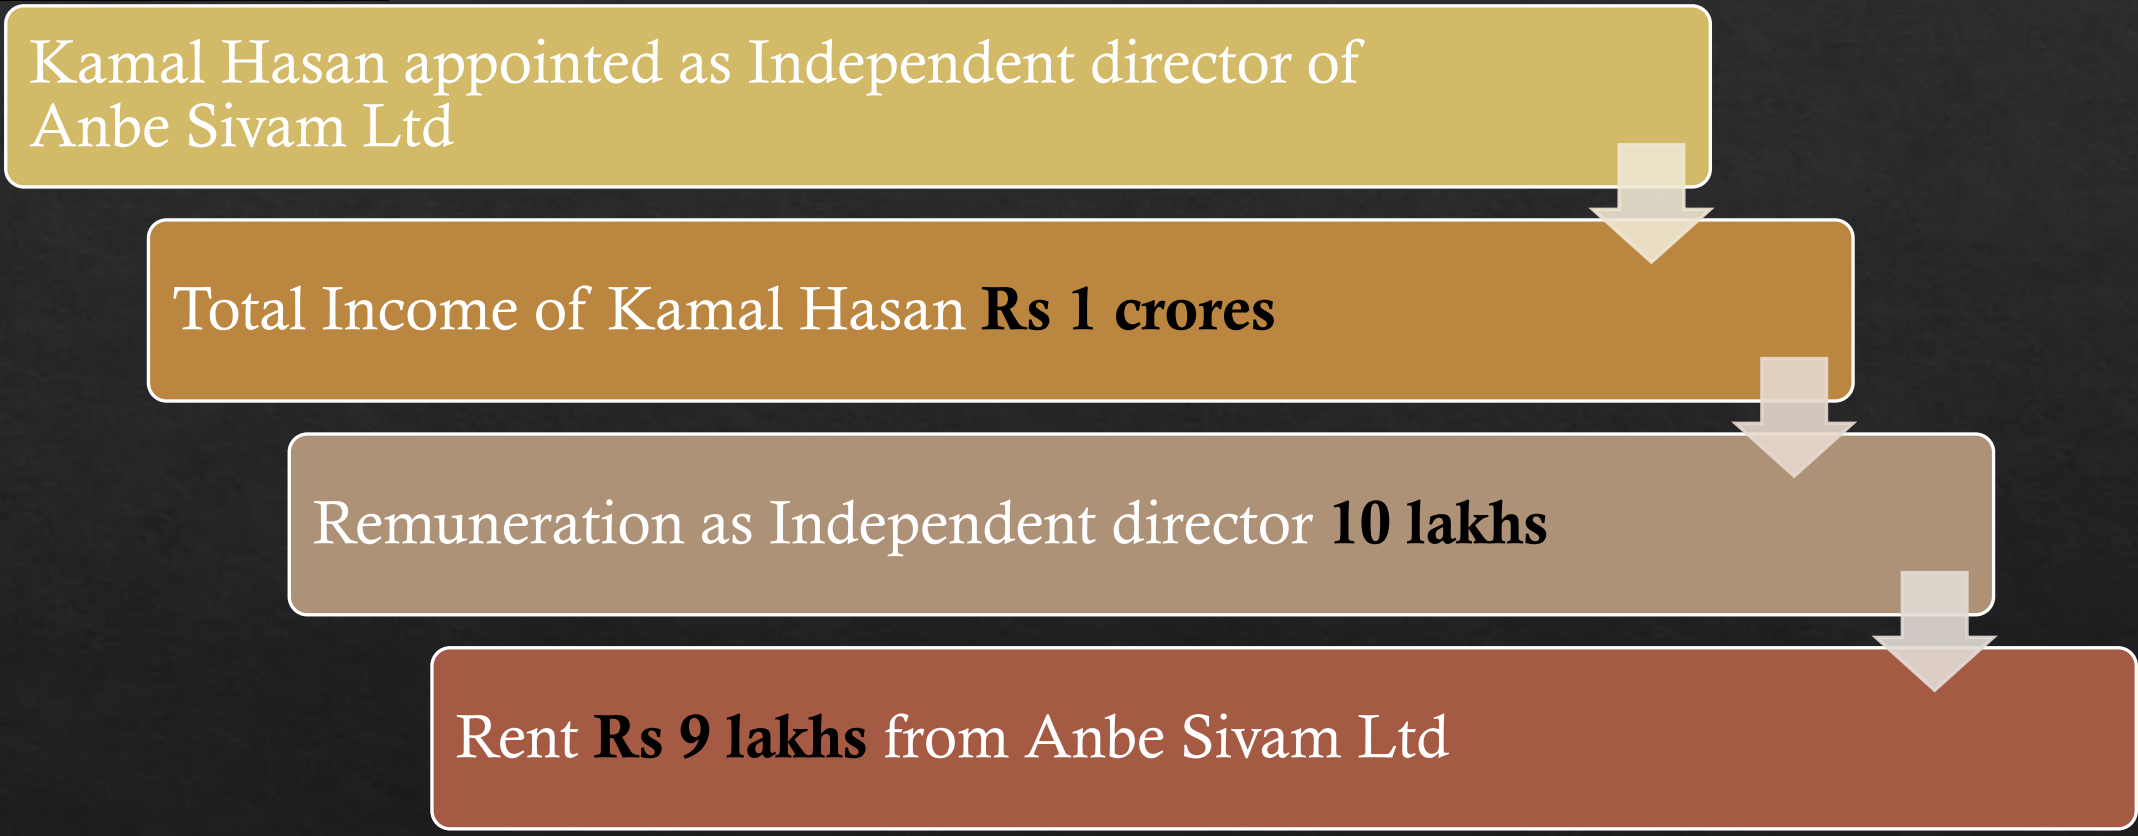 Kamal Hasan appointed as Independent director of
Anbe Sivam Ltd
Total Income of Kamal Hasan Rs 1 crores
Remuneration as Independent director 10 lakhs
Rent Rs 9 lakhs from Anbe Sivam Ltd